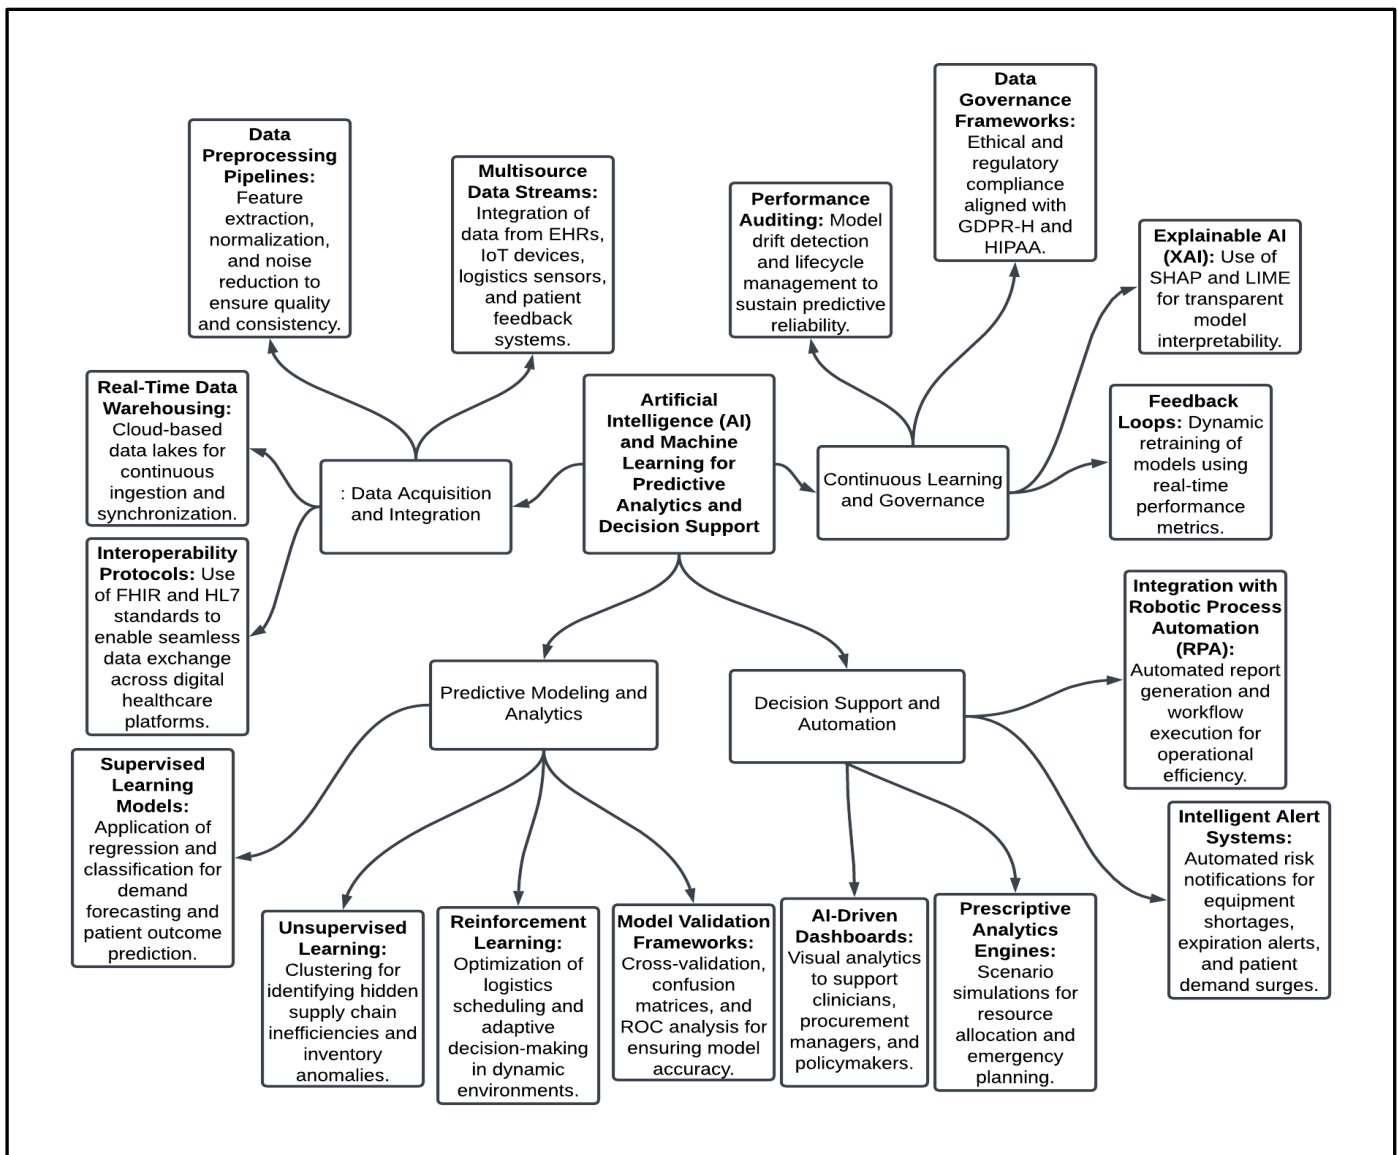 Data
Preprocessing
Pipelines:
Feature
extraction,
normalization,
and noise
reduction to
ensure quality
and consistency.
Multisource
Data Streams:
Integration of
data from EHRs,
IoT devices,
logistics sensors,
and patient
feedback
systems.
Performance
Auditing: Model
drift detection
and lifecycle
management to
sustain predictive
reliability.
Data
Governance
Frameworks:
Ethical and
regulatory
compliance
aligned with
GDPR-H and
HIPAA.
Explainable AI
(XAI): Use of
SHAP and LIME
for transparent
model
interpretability.
Real-Time Data
Warehousing:
Cloud-based
data lakes for
continuous
ingestion and
synchronization.
: Data Acquisition
and Integration
Artificial
Intelligence (AI)
and Machine
Learning for
Predictive
Analytics and
Decision Support
Continuous Learning
and Governance
Feedback
Loops: Dynamic
retraining of
models using
real-time
performance
metrics.
Interoperability
Protocols: Use
of FHIR and HL7
standards to
enable seamless
data exchange
across digital
healthcare
platforms.
Predictive Modeling and
Analytics
Decision Support and
Automation
Integration with
Robotic Process
Automation
(RPA):
Automated report
generation and
workflow
execution for
operational
efficiency.
Supervised
Learning
Models:
Application of
regression and
classification for
demand
forecasting and
patient outcome
prediction.
Unsupervised
Learning:
Clustering for
identifying hidden
supply chain
inefficiencies and
inventory
anomalies.
Reinforcement
Learning:
Optimization of
logistics
scheduling and
adaptive
decision-making
in dynamic
environments.
Model Validation
Frameworks:
Cross-validation,
confusion
matrices, and
ROC analysis for
ensuring model
accuracy.
AI-Driven
Dashboards:
Visual analytics
to support
clinicians,
procurement
managers, and
policymakers.
Prescriptive
Analytics
Engines:
Scenario
simulations for
resource
allocation and
emergency
planning.
Intelligent Alert
Systems:
Automated risk
notifications for
equipment
shortages,
expiration alerts,
and patient
demand surges.